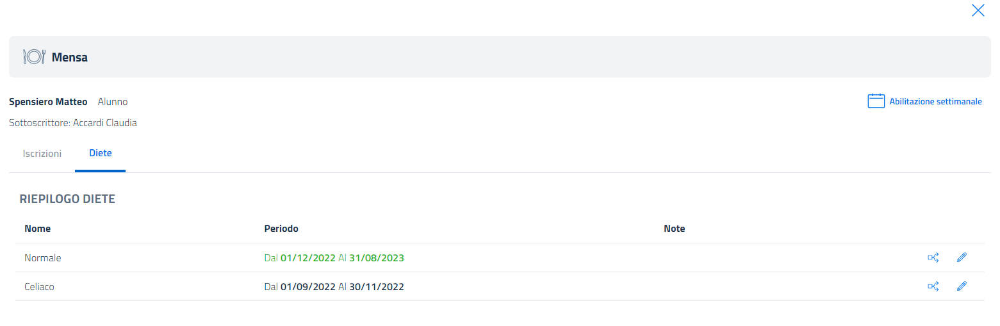 Mensa
Spensiero Matteo Alunno
Abilitazione settimanale
Sottoscrittore: Accardi Claudia
Iscrizioni Diete
RIEPILOGO DIETE
Nome Periodo Note
Normale Dal 01/12/2022 Al 31/08/2023
Celiaco Dal 01/09/2022 Al 30/11/2022